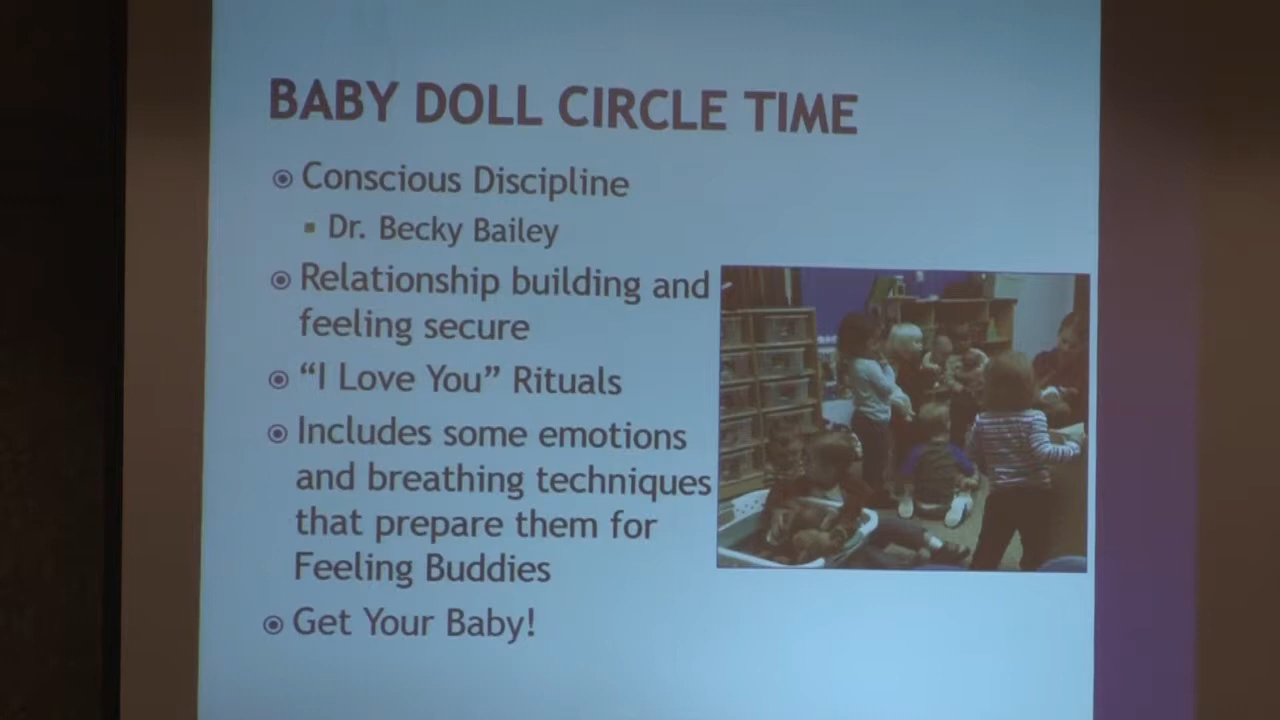 BABY DOLL CIRCLE TIME
Conscious Discipline
Dr. Becky Bailey
Relationship building and
feeling secure
“I Love You” Rituals
Includes some emotions
and breathing techniques
that prepare them for
Feeling Buddies
Get Your Baby!